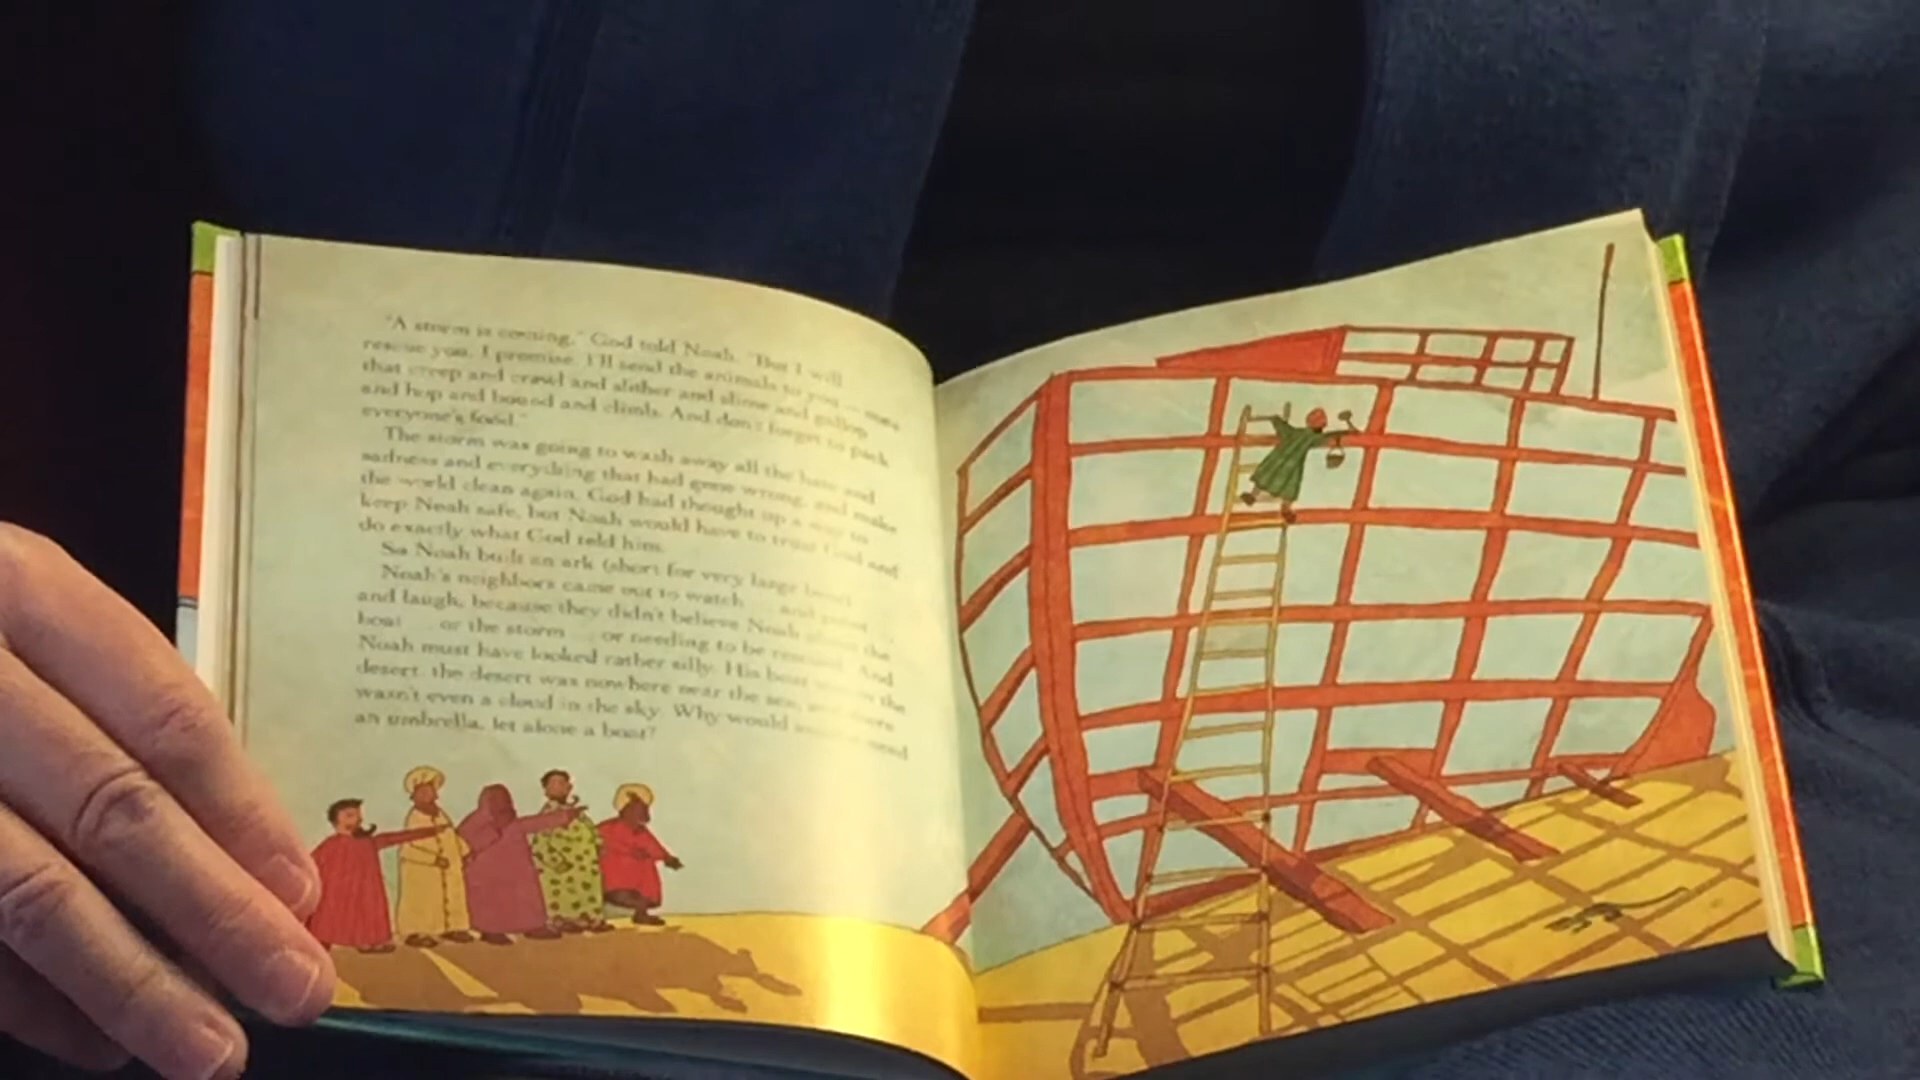 "A storm is coming," God told Noah. "But I will
rescue you. I promise. I'll send the animals to you
that creep and crawl and slither and slime and gallop
and hop and bound and climb. And don't forget to pack
everyone's food."
The storm was going to wash away all the hate and
sadness and everything that had gone wrong, and make
the world clean again. God had thought up a way to
keep Noah safe, but Noah would have to trust God and
do exactly what God told him.
So Noah built an ark (short for very large boat)
Noah's neighbors came out to watch and point
and laugh, because they didn't believe Noah about the
boat ... or the storm ... or needing to be rescued. And
Noah must have looked rather silly. His boat the
desert, the desert was nowhere near the sea, and there
wasn't even a cloud in the sky. Why would need
an umbrella, let alone a boat?